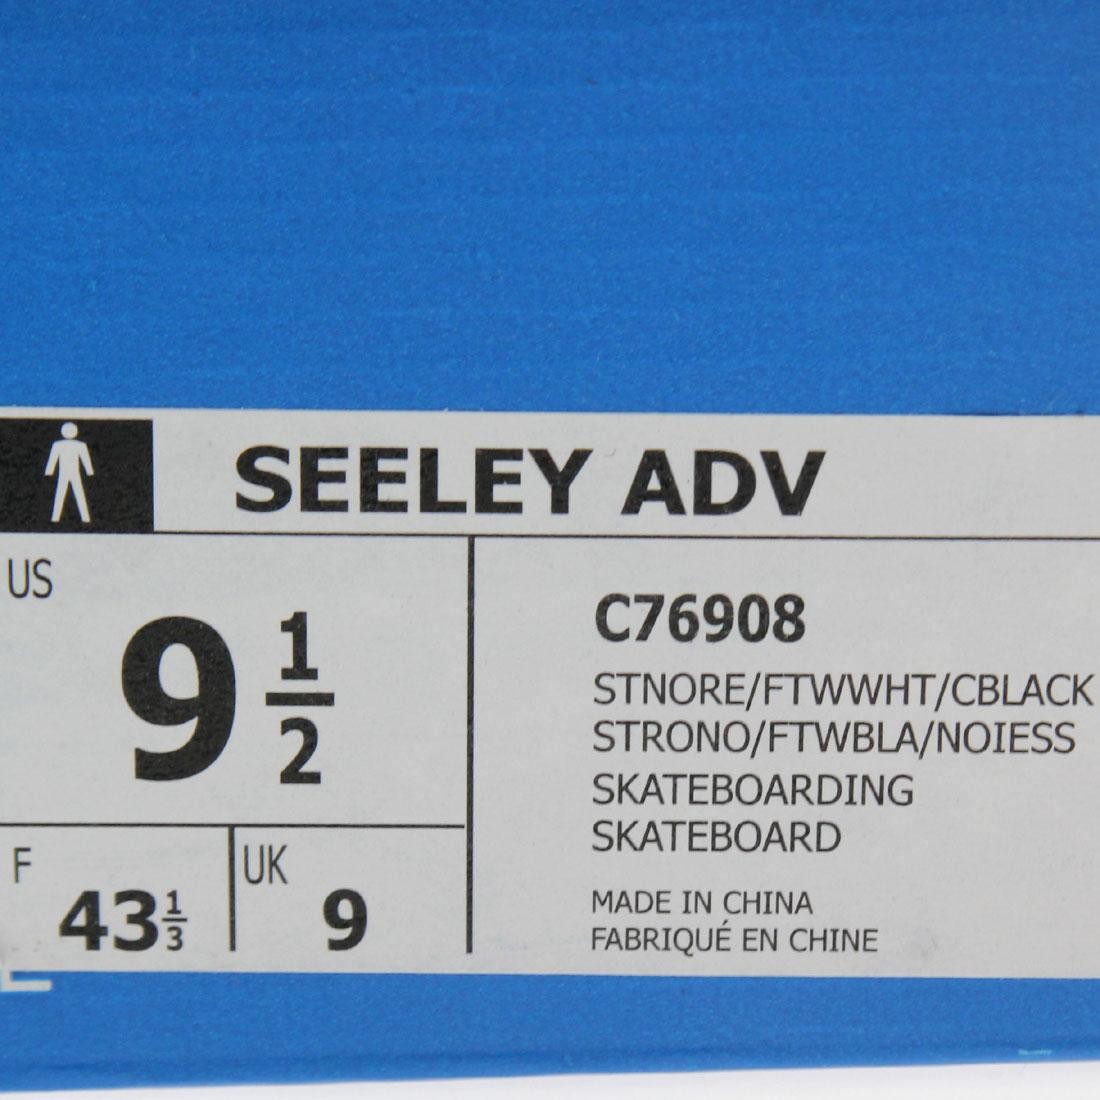 SEELEY ADV
US
9 1/2
F
43 1/3
UK
9
C76908
STNORE/FTWWHT/CBLACK
STRONO/FTWBLA/NOIESS
SKATEBOARDING
SKATEBOARD
MADE IN CHINA
FABRIQUÉ EN CHINE